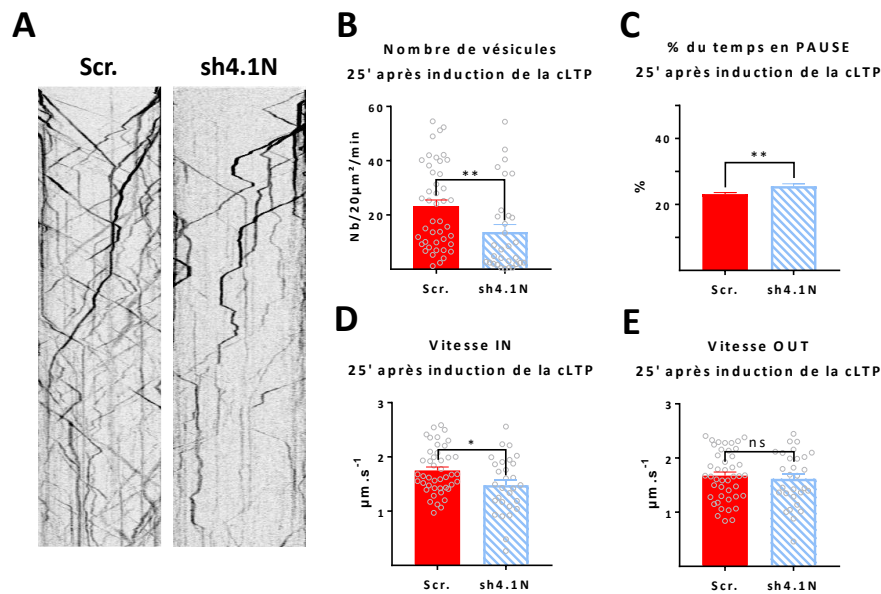 A
Scr.
sh4.1N
B
Nombre de vésicules
25' après induction de la cLTP
Nb/20µm²/min
60
40
20
**
Scr.
sh4.1N
C
% du temps en PAUSE
25' après induction de la cLTP
%
60
40
20
**
Scr.
sh4.1N
D
Vitesse IN
25' après induction de la cLTP
µm.s⁻¹
3
2
1
*
Scr.
sh4.1N
E
Vitesse OUT
25' après induction de la cLTP
µm.s⁻¹
3
2
1
ns
Scr.
sh4.1N